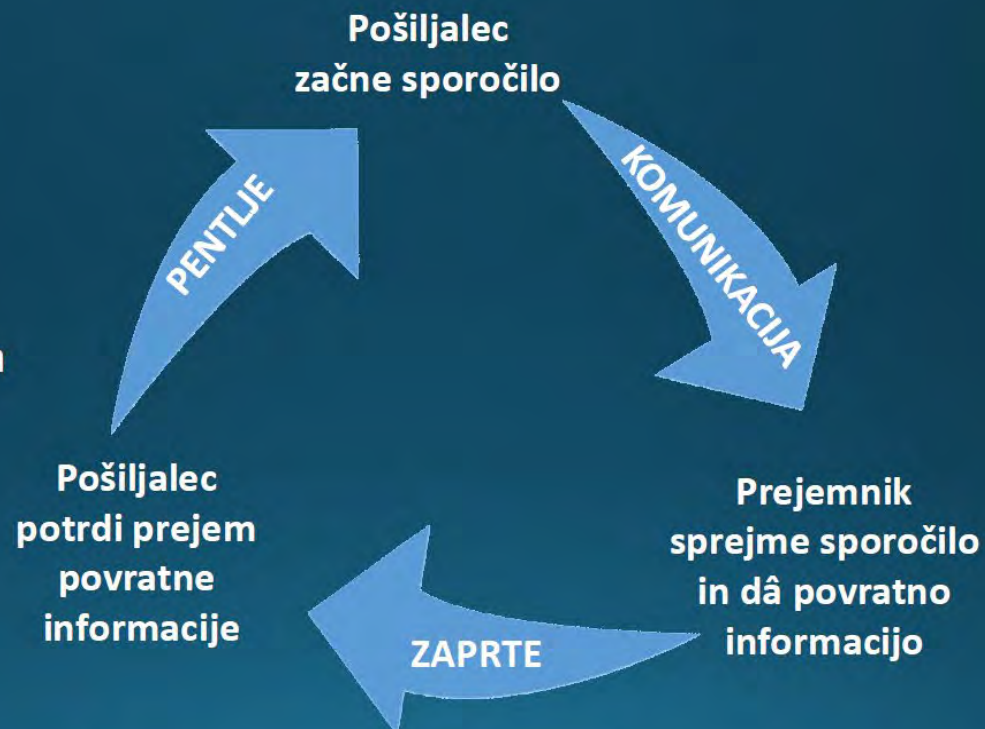 Pošiljalec
začne sporočilo
KOMUNIKACIJA
Prejemnik
sprejme sporočilo
in dâ povratno
informacijo
ZAPRTE
Pošiljalec
potrdi prejem
povratne
informacije
PENTLJE